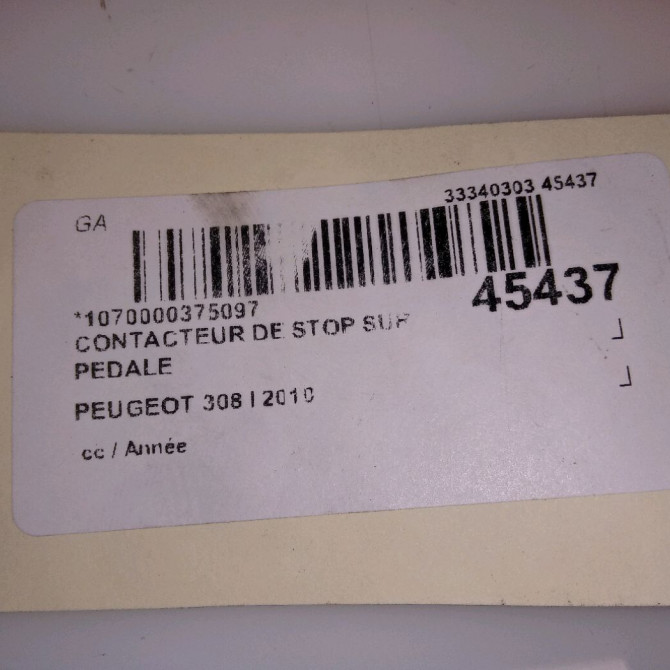 GA
33340303 45437
*1070000375097
45437
CONTACTEUR DE STOP SUR
PEDALE
PEUGEOT 308 I 2010
cc / Année